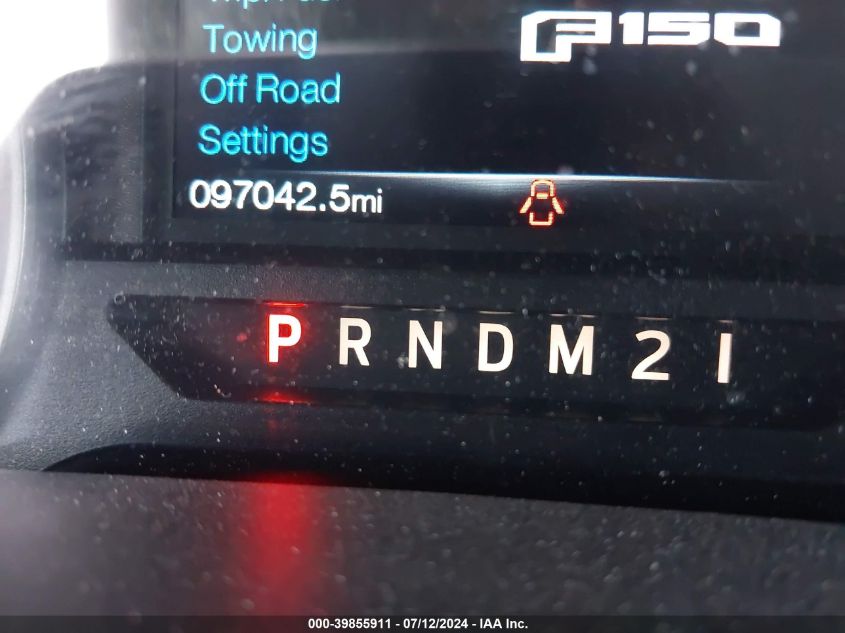 F150
Towing
Off Road
Settings
097042.5mi
P R N D M 2 1
000-39855911 - 07/12/2024 - IAA Inc.